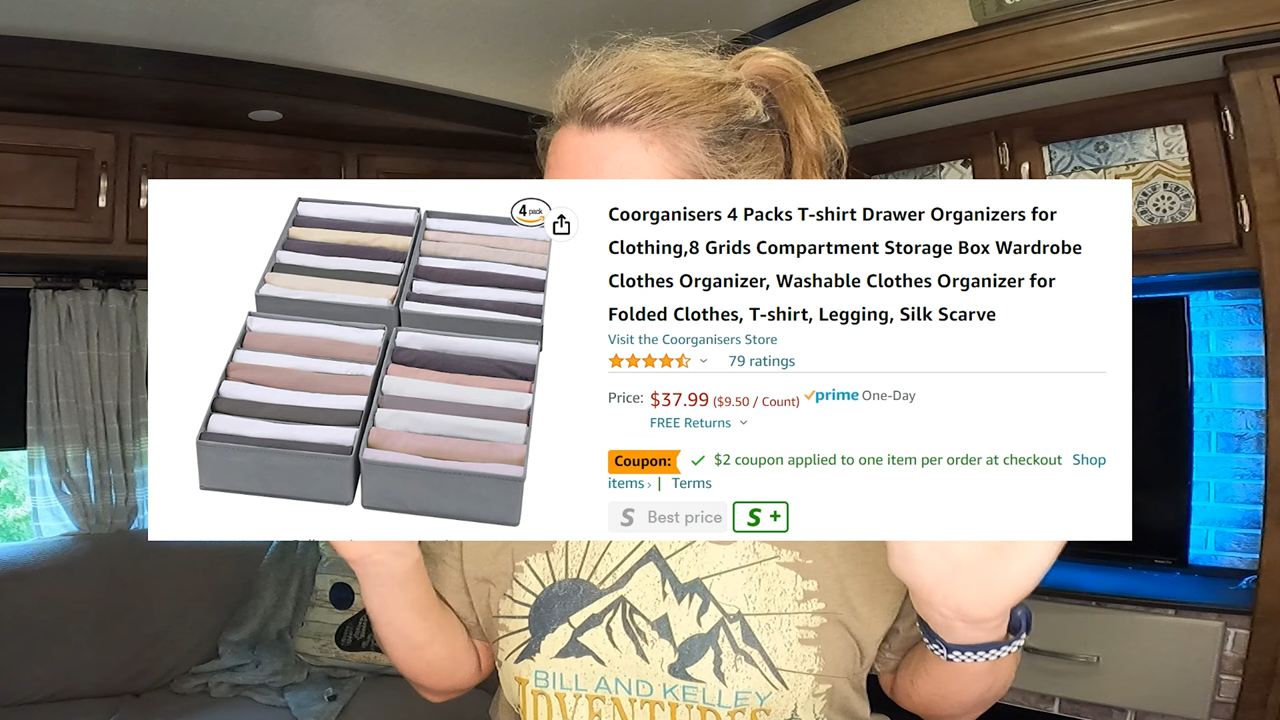 4 pack
Coorganisers 4 Packs T-shirt Drawer Organizers for
Clothing,8 Grids Compartment Storage Box Wardrobe
Clothes Organizer, Washable Clothes Organizer for
Folded Clothes, T-shirt, Legging, Silk Scarve
Visit the Coorganisers Store
79 ratings
Price: $37.99 ($9.50 / Count) prime One-Day
FREE Returns
Coupon: $2 coupon applied to one item per order at checkout Shop
items › | Terms
S Best price S +
BILL AND KELLEY
ADVENTURES